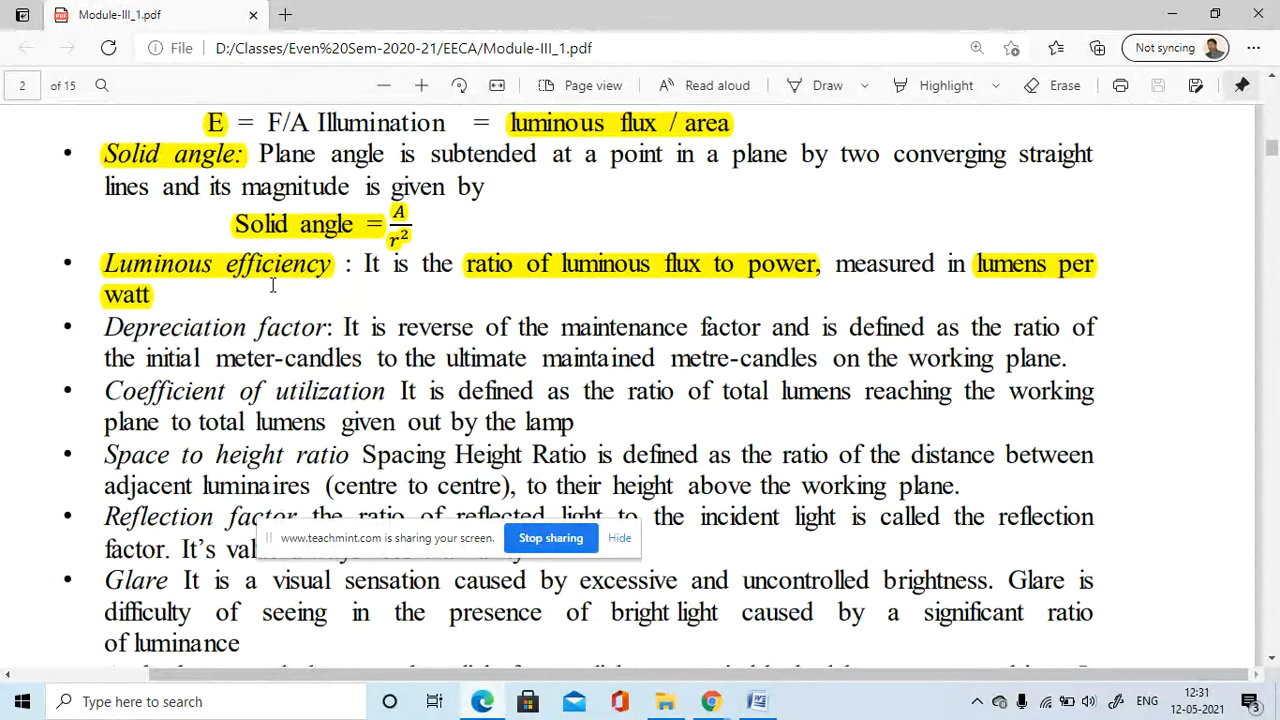 Module-III_1.pdf
File D:/Classes/Even%20Sem-2020-21/EECA/Module-III_1.pdf Not syncing
2 of 15 Page view Read aloud Draw Highlight Erase
E = F/A Illumination = luminous flux / area
• Solid angle: Plane angle is subtended at a point in a plane by two converging straight
lines and its magnitude is given by
Solid angle = A/r²
• Luminous efficiency : It is the ratio of luminous flux to power, measured in lumens per
watt
• Depreciation factor: It is reverse of the maintenance factor and is defined as the ratio of
the initial meter-candles to the ultimate maintained metre-candles on the working plane.
• Coefficient of utilization It is defined as the ratio of total lumens reaching the working
plane to total lumens given out by the lamp
• Space to height ratio Spacing Height Ratio is defined as the ratio of the distance between
adjacent luminaires (centre to centre), to their height above the working plane.
• Reflection factor the ratio of reflected light to the incident light is called the reflection
factor. It's
www.teachmint.com is sharing your screen. Stop sharing Hide
• Glare It is a visual sensation caused by excessive and uncontrolled brightness. Glare is
difficulty of seeing in the presence of bright light caused by a significant ratio
of luminance
Type here to search
ENG
12:31
12-05-2021
3